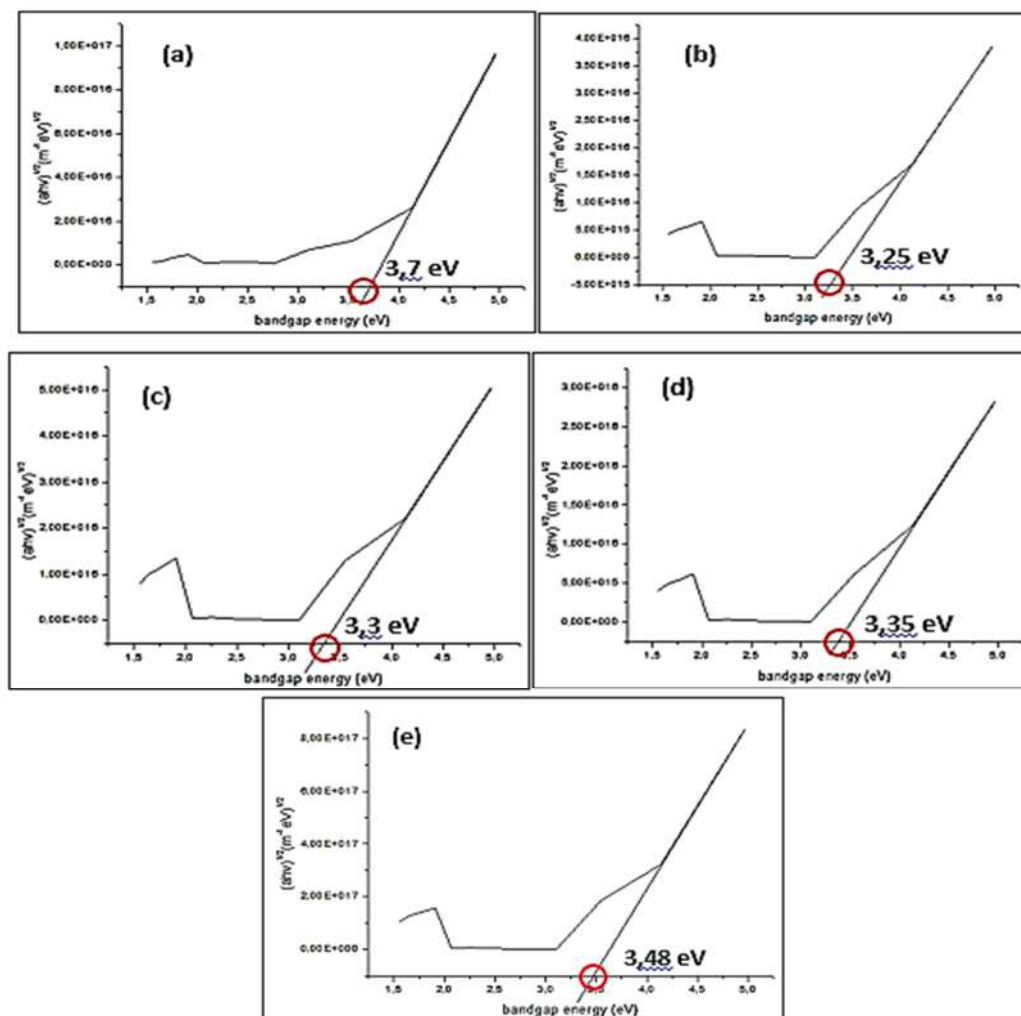 (a)
1,00E+017
8,00E+016
6,00E+016
4,00E+016
2,00E+016
0,00E+000
(ahv)
3,7 eV
1,5 2,0 2,5 3,0 3,5 4,0 4,5 5,0
bandgap energy (eV)
(b)
4,00E+016
3,50E+016
3,00E+016
2,50E+016
2,00E+016
1,50E+016
1,00E+016
5,00E+015
0,00E+000
-5,00E+015
(ahv)
3,25 eV
1,5 2,0 2,5 3,0 3,5 4,0 4,5 5,0
bandgap energy (eV)
(c)
5,00E+016
4,00E+016
3,00E+016
2,00E+016
1,00E+016
0,00E+000
(ahv)
3,3 eV
1,5 2,0 2,5 3,0 3,5 4,0 4,5 5,0
bandgap energy (eV)
(d)
3,00E+016
2,50E+016
2,00E+016
1,50E+016
1,00E+016
5,00E+015
0,00E+000
(ahv)
3,35 eV
1,5 2,0 2,5 3,0 3,5 4,0 4,5 5,0
bandgap energy (eV)
(e)
8,00E+017
6,00E+017
4,00E+017
2,00E+017
0,00E+000
(ahv)
3,48 eV
1,5 2,0 2,5 3,0 3,5 4,0 4,5 5,0
bandgap energy (eV)